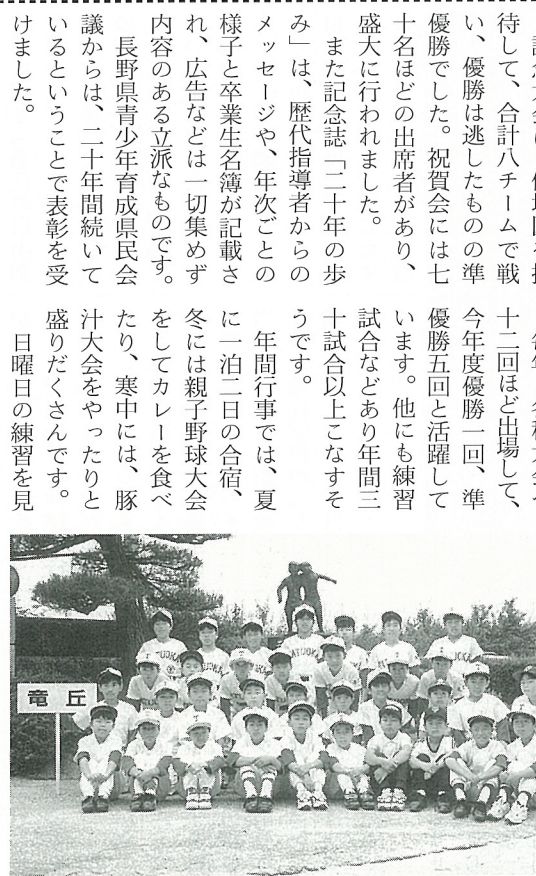 待して、合計八チームで戦
い、優勝は逃したものの準
優勝でした。祝賀会には七
十名ほどの出席者があり、
盛大に行われました。
また記念誌「二十年の歩
み」は、歴代指導者からの
メッセージや、年次ごとの
様子と卒業生名簿が記載さ
れ、広告などは一切集めず
内容のある立派なものです。
長野県青少年育成県民会
議からは、二十年間続いて
いるということで表彰を受
けました。
十二回ほど出場して、
今年度優勝一回、準
優勝五回と活躍して
います。他にも練習
試合などあり年間三
十試合以上こなすそ
うです。
年間行事では、夏
に一泊二日の合宿、
冬には親子野球大会
をしてカレーを食べ
たり、寒中には、豚
汁大会をやったりと
盛りだくさんです。
日曜日の練習を見
竜丘